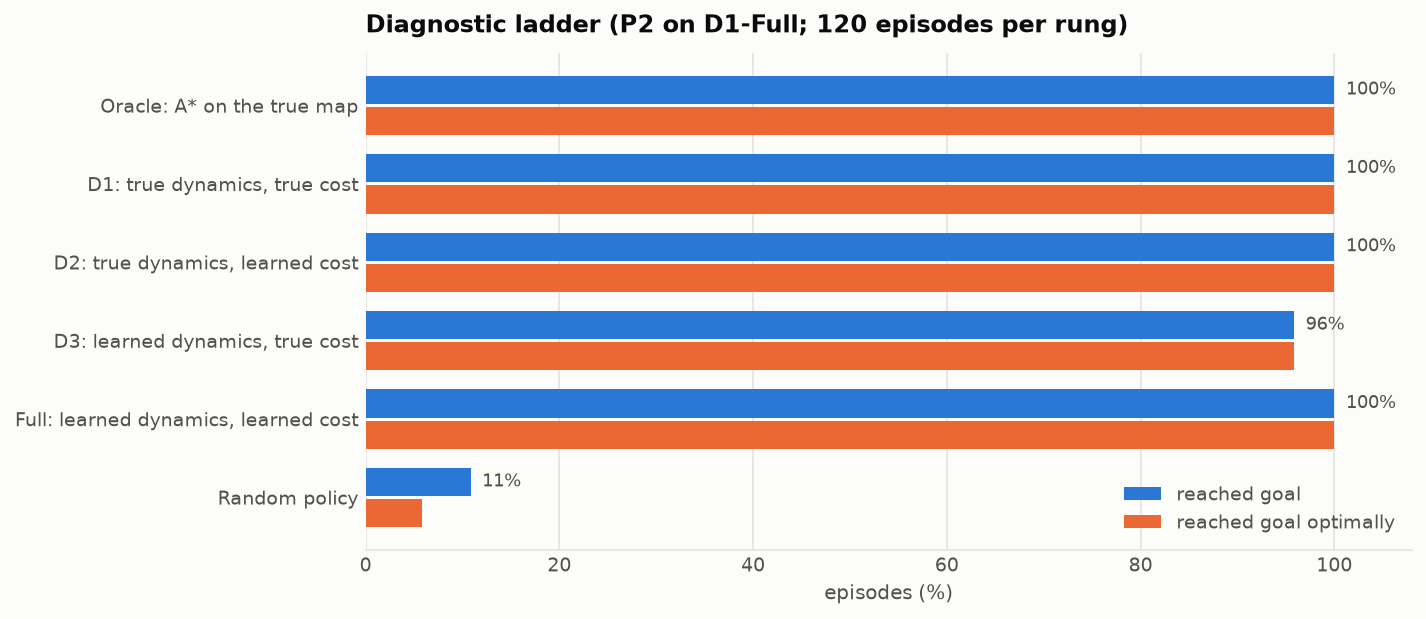 Diagnostic ladder (P2 on D1-Full; 120 episodes per rung)
Oracle: A* on the true map
100%
D1: true dynamics, true cost
100%
D2: true dynamics, learned cost
100%
D3: learned dynamics, true cost
96%
Full: learned dynamics, learned cost
100%
Random policy
11%
reached goal
reached goal optimally
0 20 40 60 80 100
episodes (%)